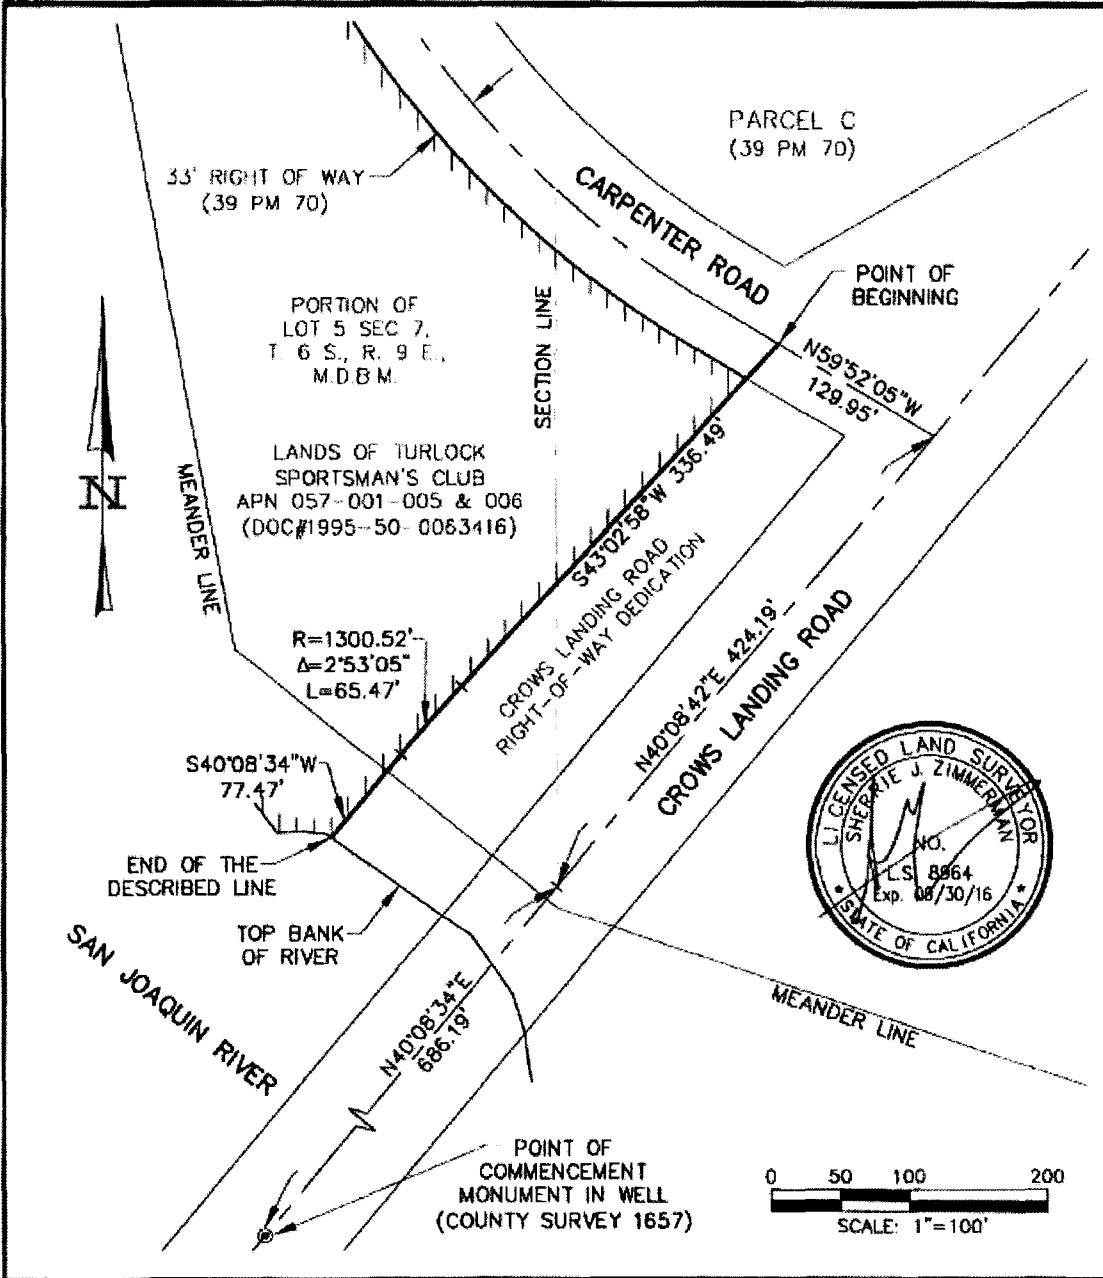 PARCEL C
(39 PM 70)
33' RIGHT OF WAY
(39 PM 70)
CARPENTER ROAD
POINT OF
BEGINNING
PORTION OF
LOT 5 SEC 7,
T. 6 S., R. 9 E.,
M.D.B.M.
SECTION LINE
N59°52'05"W
129.95'
LANDS OF TURLOCK
SPORTSMAN'S CLUB
APN 057-001-005 & 006
(DOC#1995-50-0063416)
N
MEANDER LINE
S43°02'58"W 336.49'
CROWS LANDING ROAD
RIGHT-OF-WAY DEDICATION
N40°08'42"E 424.19'
CROWS LANDING ROAD
R=1300.52'
Δ=2°53'05"
L=65.47'
S40°08'34"W
77.47'
END OF THE
DESCRIBED LINE
TOP BANK
OF RIVER
SAN JOAQUIN RIVER
N40°08'34"E
686.19'
MEANDER LINE
LICENSED LAND SURVEYOR
SHERRIE J. ZIMMERMAN
NO.
L.S. 8964
Exp. /30/16
* STATE OF CALIFORNIA *
POINT OF
COMMENCEMENT
MONUMENT IN WELL
(COUNTY SURVEY 1657)
0 50 100 200
SCALE: 1"=100'